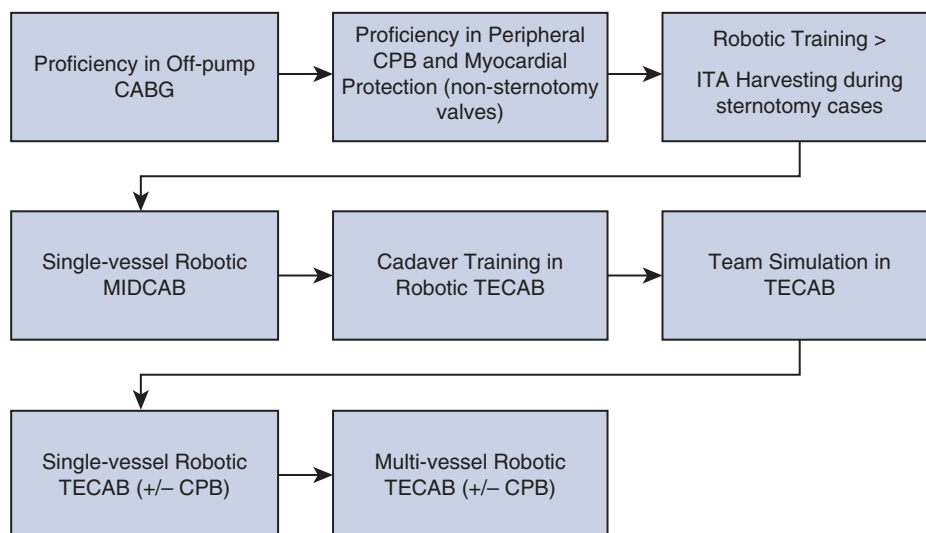 Proficiency in Off-pump
CABG
Proficiency in Peripheral
CPB and Myocardial
Protection (non-sternotomy
valves)
Robotic Training >
ITA Harvesting during
sternotomy cases
Single-vessel Robotic
MIDCAB
Cadaver Training in
Robotic TECAB
Team Simulation in
TECAB
Single-vessel Robotic
TECAB (+/– CPB)
Multi-vessel Robotic
TECAB (+/– CPB)